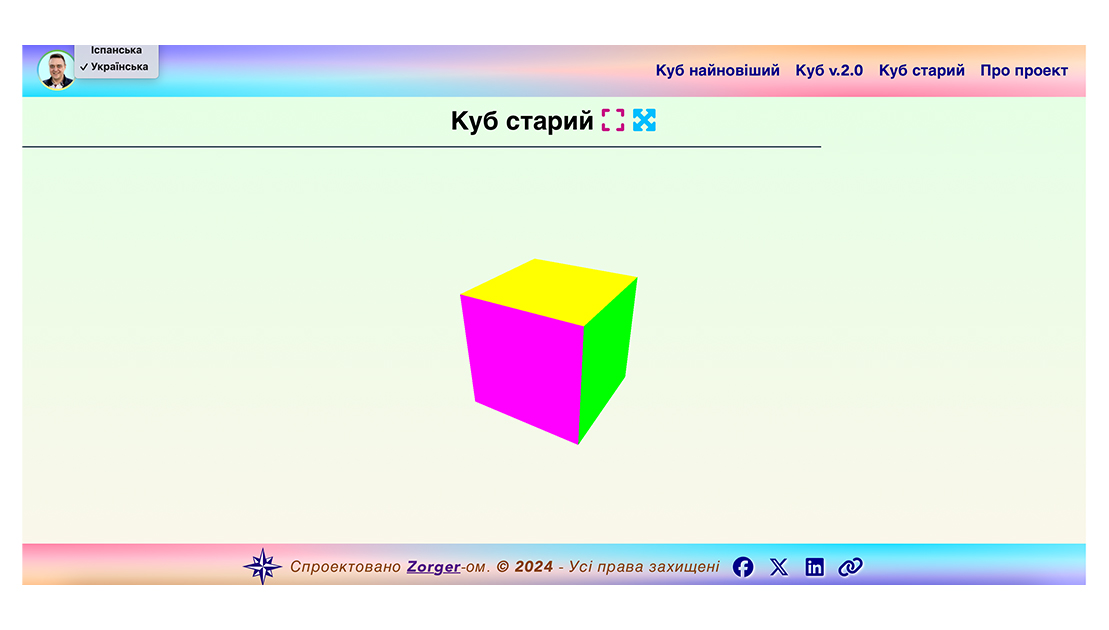 Іспанська
✓ Українська
Куб найновіший Куб v.2.0 Куб старий Про проект
Куб старий
Спроектовано Zorger-ом. © 2024 - Усі права захищені